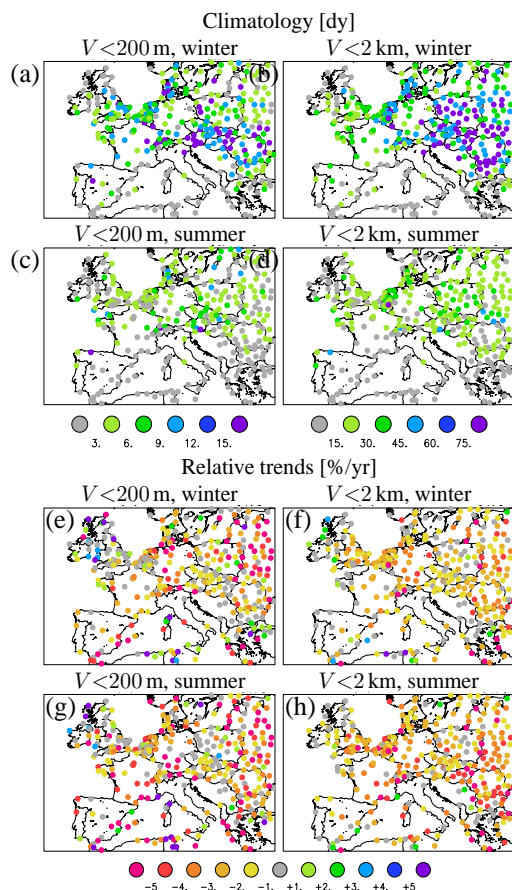 Climatology [dy]
V<200 m, winter
V<2 km, winter
(a)
(b)
V<200 m, summer
V<2 km, summer
(c)
(d)
3. 6. 9. 12. 15.
15. 30. 45. 60. 75.
Relative trends [%/yr]
V<200 m, winter
V<2 km, winter
(e)
(f)
V<200 m, summer
V<2 km, summer
(g)
(h)
-5 -4. -3. -2. -1. +1. +2. +3. +4. +5